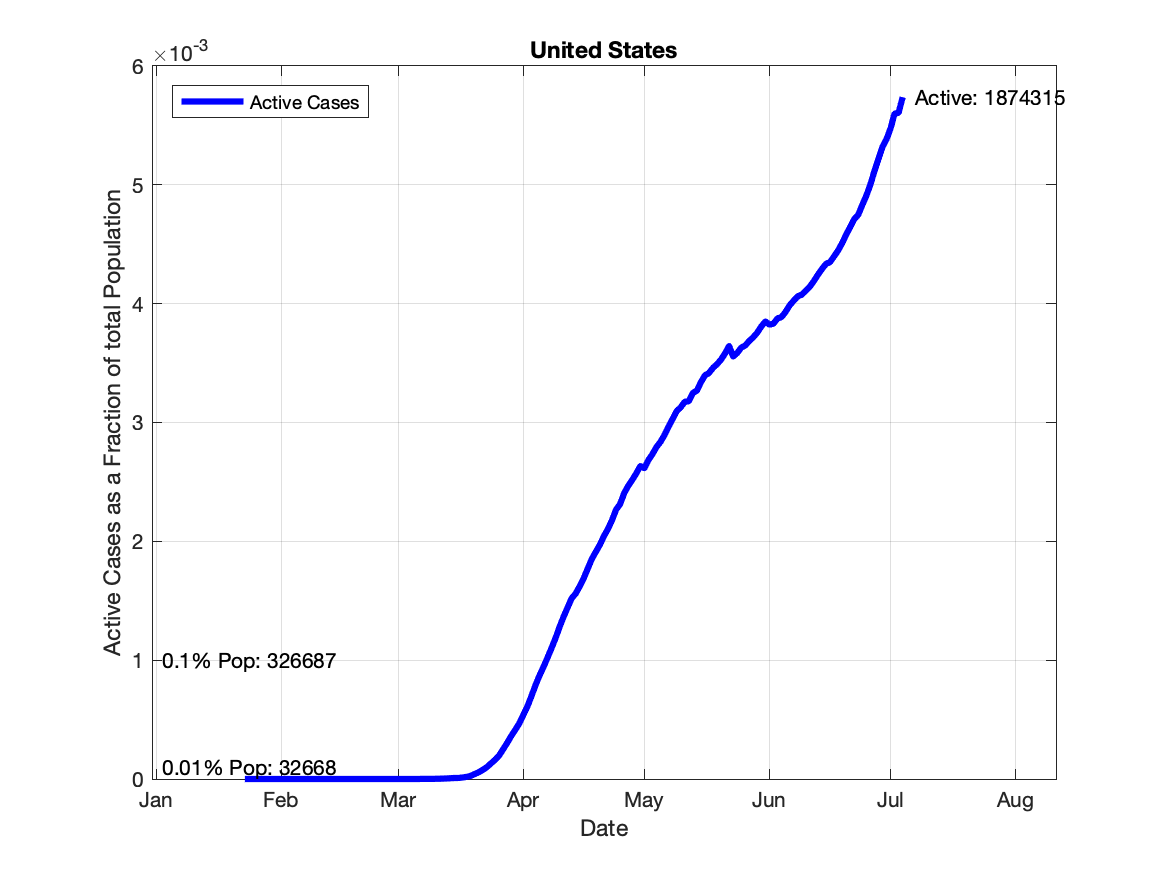 United States
×10-3
6
5
4
3
2
1
0
Active Cases as a Fraction of total Population
Active Cases
Active: 1874315
0.1% Pop: 326687
0.01% Pop: 32668
Jan Feb Mar Apr May Jun Jul Aug
Date